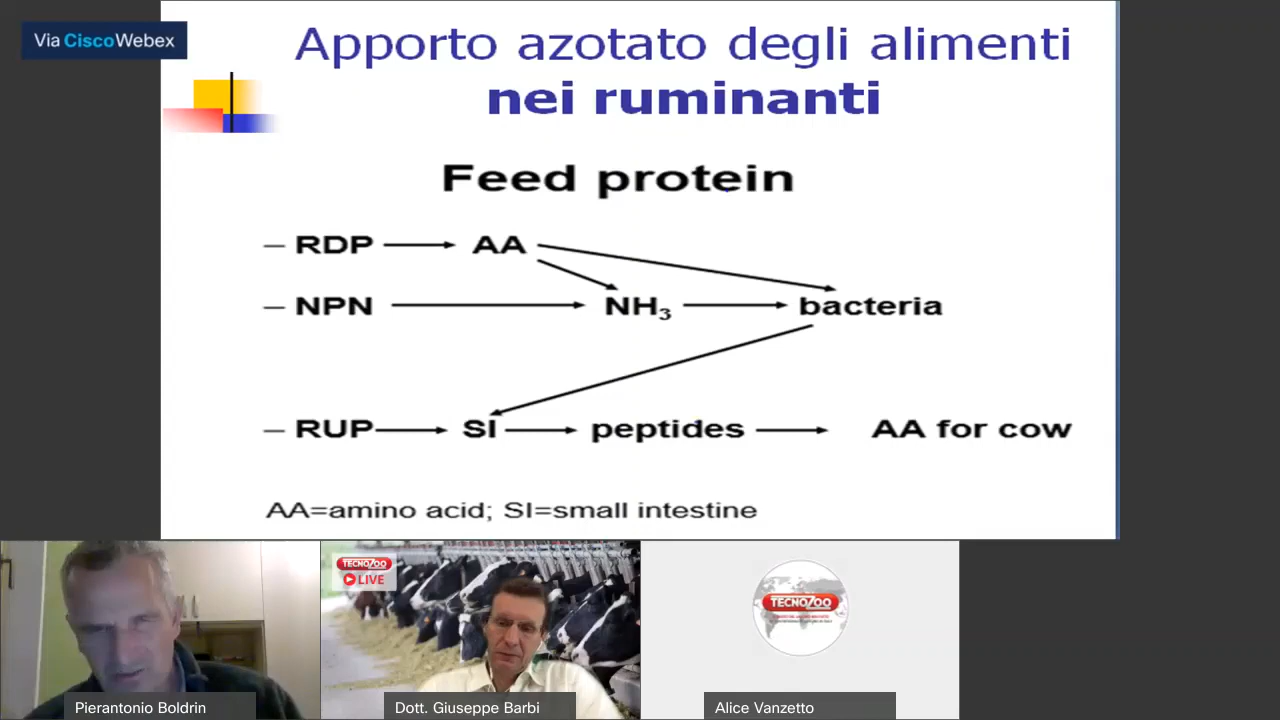 Via CiscoWebex
Apporto azotato degli alimenti
nei ruminanti
Feed protein
– RDP AA
– NPN NH₃ bacteria
– RUP SI peptides AA for cow
AA=amino acid; SI=small intestine
TECNOZOO
LIVE
TECNOZOO
Pierantonio Boldrin
Dott. Giuseppe Barbi
Alice Vanzetto